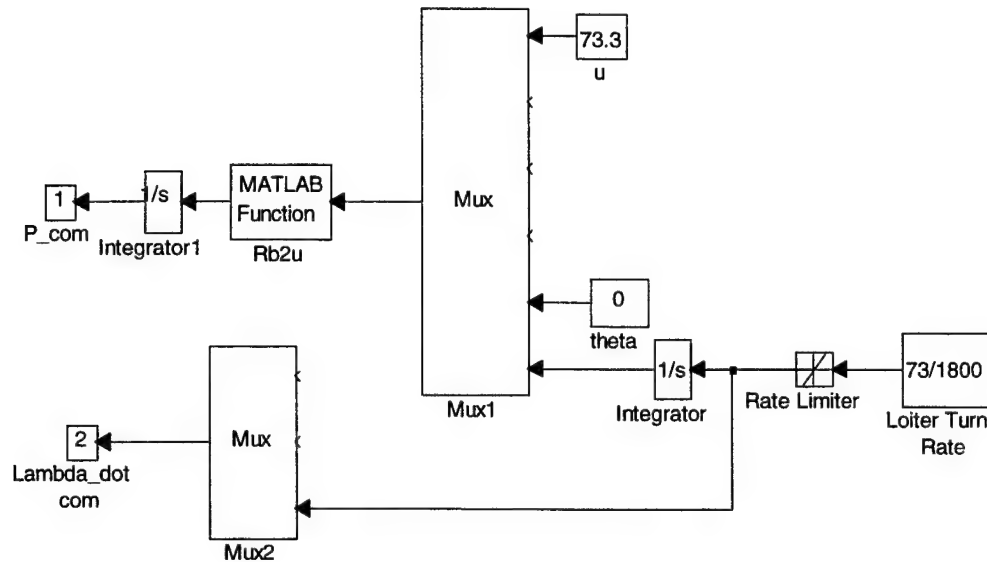 73.3
u
MATLAB
Function
Rb2u
1/s
Integrator1
1
P_com
Mux
Mux1
0
theta
1/s
Integrator
Rate Limiter
73/1800
Loiter Turn
Rate
Mux
Mux2
2
Lambda_dot
com